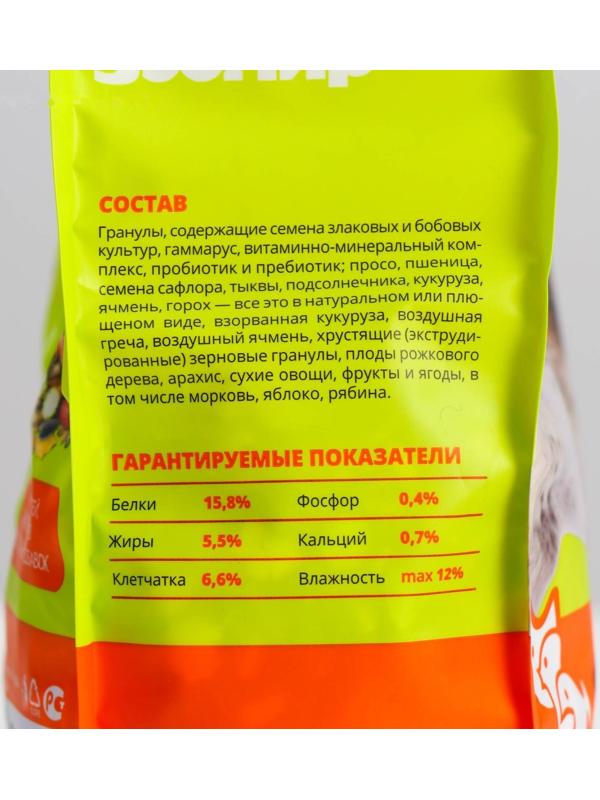 СОСТАВ
Гранулы, содержащие семена злаковых и бобовых
культур, гаммарус, витаминно-минеральный ком-
плекс, пробиотик и пребиотик; просо, пшеница,
семена сафлора, тыквы, подсолнечника, кукуруза,
ячмень, горох — все это в натуральном или плю-
щеном виде, взорванная кукуруза, воздушная
греча, воздушный ячмень, хрустящие (экструди-
рованные) зерновые гранулы, плоды рожкового
дерева, арахис, сухие овощи, фрукты и ягоды, в
том числе морковь, яблоко, рябина.
ГАРАНТИРУЕМЫЕ ПОКАЗАТЕЛИ
Белки 15,8% Фосфор 0,4%
Жиры 5,5% Кальций 0,7%
Клетчатка 6,6% Влажность max 12%